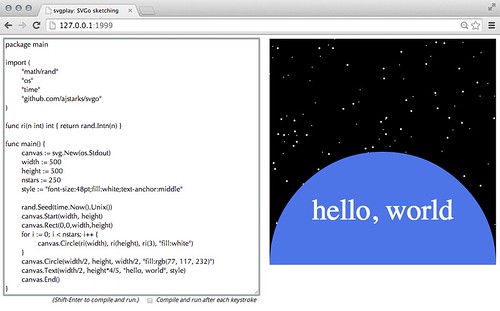 svgplay: SVGo sketching
127.0.0.1:1999
package main
import (
"math/rand"
"os"
"time"
"github.com/ajstarks/svgo"
)
func ri(n int) int { return rand.Intn(n) }
func main() {
canvas := svg.New(os.Stdout)
width := 500
height := 500
nstars := 250
style := "font-size:48pt;fill:white;text-anchor:middle"
rand.Seed(time.Now().Unix())
canvas.Start(width, height)
canvas.Rect(0,0,width,height)
for i := 0; i < nstars; i++ {
canvas.Circle(ri(width), ri(height), ri(3), "fill:white")
}
canvas.Circle(width/2, height, width/2, "fill:rgb(77, 117, 232)")
canvas.Text(width/2, height*4/5, "hello, world", style)
canvas.End()
}
(Shift-Enter to compile and run.) Compile and run after each keystroke
hello, world